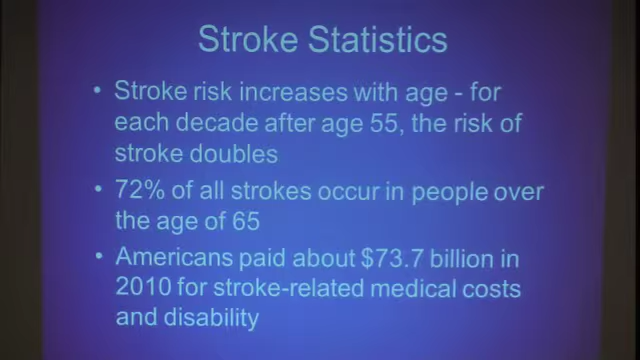 Stroke Statistics
• Stroke risk increases with age - for
each decade after age 55, the risk of
stroke doubles
• 72% of all strokes occur in people over
the age of 65
• Americans paid about $73.7 billion in
2010 for stroke-related medical costs
and disability